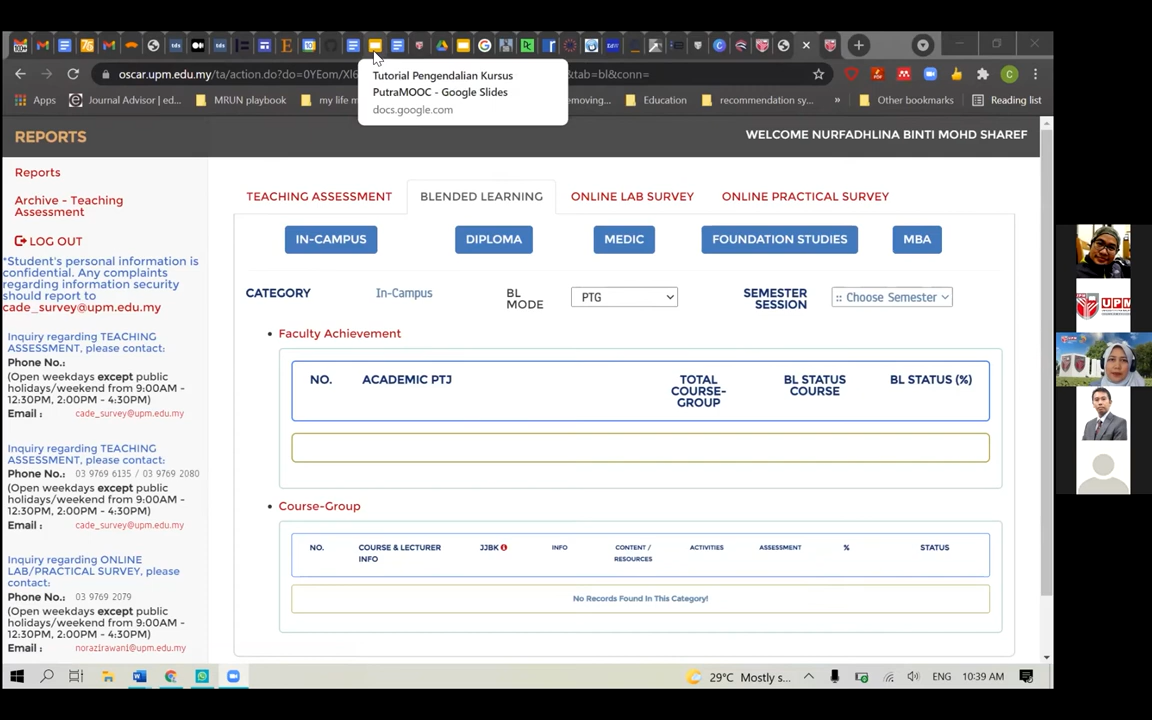 oscar.upm.edu.my/ta/action.do?do=0YEom/Xl6
&tab=bl&conn=
Tutorial Pengendalian Kursus
PutraMOOC - Google Slides
docs.google.com
Apps
Journal Advisor | ed...
MRUN playbook
my life
emoving...
Education
recommendation sy...
»
Other bookmarks
Reading list
REPORTS
WELCOME NURFADHLINA BINTI MOHD SHAREF
Reports
Archive - Teaching
Assessment
LOG OUT
*Student's personal information is
confidential. Any complaints
regarding information security
should report to
cade_survey@upm.edu.my
Inquiry regarding TEACHING
ASSESSMENT, please contact:
Phone No.:
(Open weekdays except public
holidays/weekend from 9:00AM -
12:30PM, 2:00PM - 4:30PM)
Email : cade_survey@upm.edu.my
Inquiry regarding TEACHING
ASSESSMENT, please contact:
Phone No.: 03 9769 6135 / 03 9769 2080
(Open weekdays except public
holidays/weekend from 9:00AM -
12:30PM, 2:00PM - 4:30PM)
Email : cade_survey@upm.edu.my
Inquiry regarding ONLINE
LAB/PRACTICAL SURVEY, please
contact:
Phone No.: 03 9769 2079
(Open weekdays except public
holidays/weekend from 9:00AM -
12:30PM, 2:00PM - 4:30PM)
Email : norazirawani@upm.edu.my
TEACHING ASSESSMENT
BLENDED LEARNING
ONLINE LAB SURVEY
ONLINE PRACTICAL SURVEY
IN-CAMPUS
DIPLOMA
MEDIC
FOUNDATION STUDIES
MBA
CATEGORY
In-Campus
BL
MODE
PTG
SEMESTER
SESSION
:: Choose Semester
Faculty Achievement
NO.
ACADEMIC PTJ
TOTAL
COURSE-
GROUP
BL STATUS
COURSE
BL STATUS (%)
Course-Group
NO.
COURSE & LECTURER
INFO
JJBK
INFO
CONTENT /
RESOURCES
ACTIVITIES
ASSESSMENT
%
STATUS
No Records Found In This Category!
UPM
29°C Mostly s...
ENG
10:39 AM